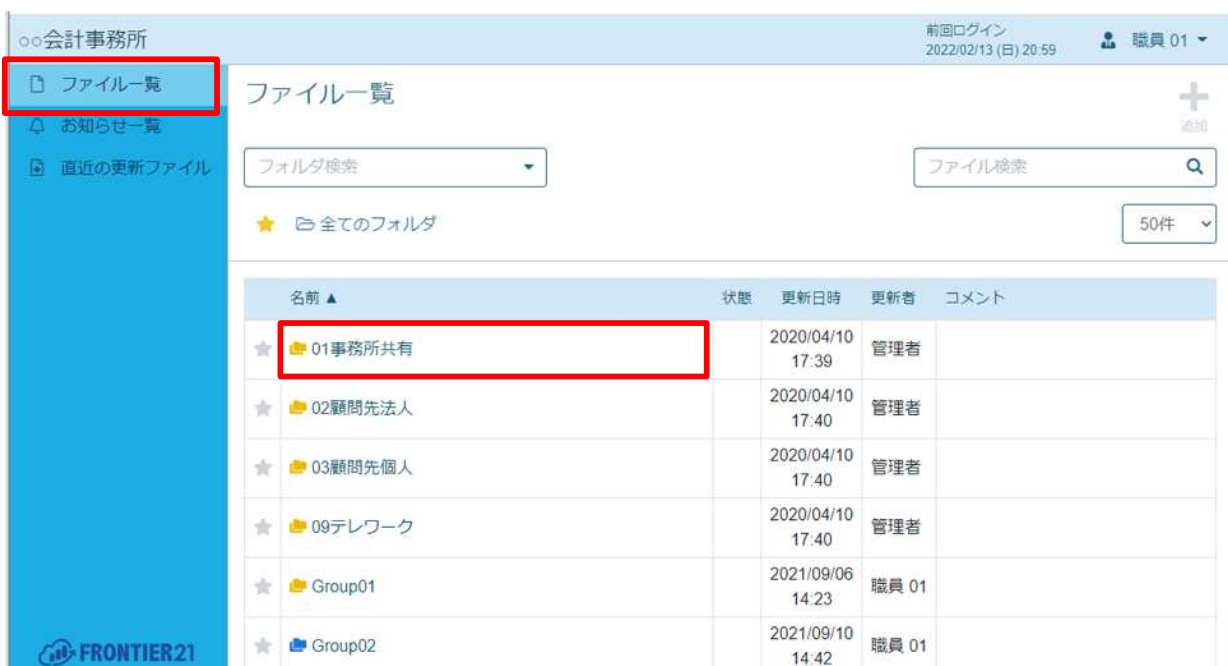 ○○会計事務所
前回ログイン
2022/02/13 (日) 20:59
職員 01
ファイル一覧
お知らせ一覧
直近の更新ファイル
ファイル一覧
追加
フォルダ検索
ファイル検索
全てのフォルダ
50件
名前▲ 状態 更新日時 更新者 コメント
01事務所共有 2020/04/10 17:39 管理者
02顧問先法人 2020/04/10 17:40 管理者
03顧問先個人 2020/04/10 17:40 管理者
09テレワーク 2020/04/10 17:40 管理者
Group01 2021/09/06 14:23 職員 01
Group02 2021/09/10 14:42 職員 01
FRONTIER21